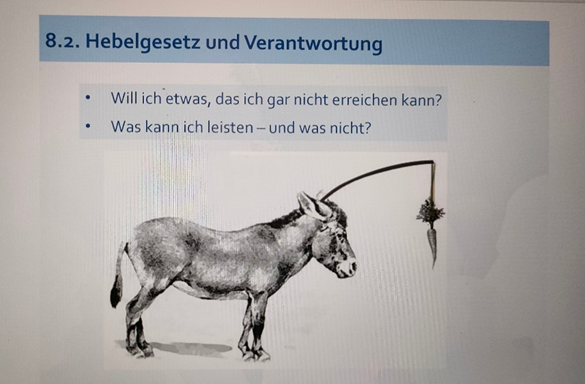 8.2. Hebelgesetz und Verantwortung
• Will ich etwas, das ich gar nicht erreichen kann?
• Was kann ich leisten – und was nicht?